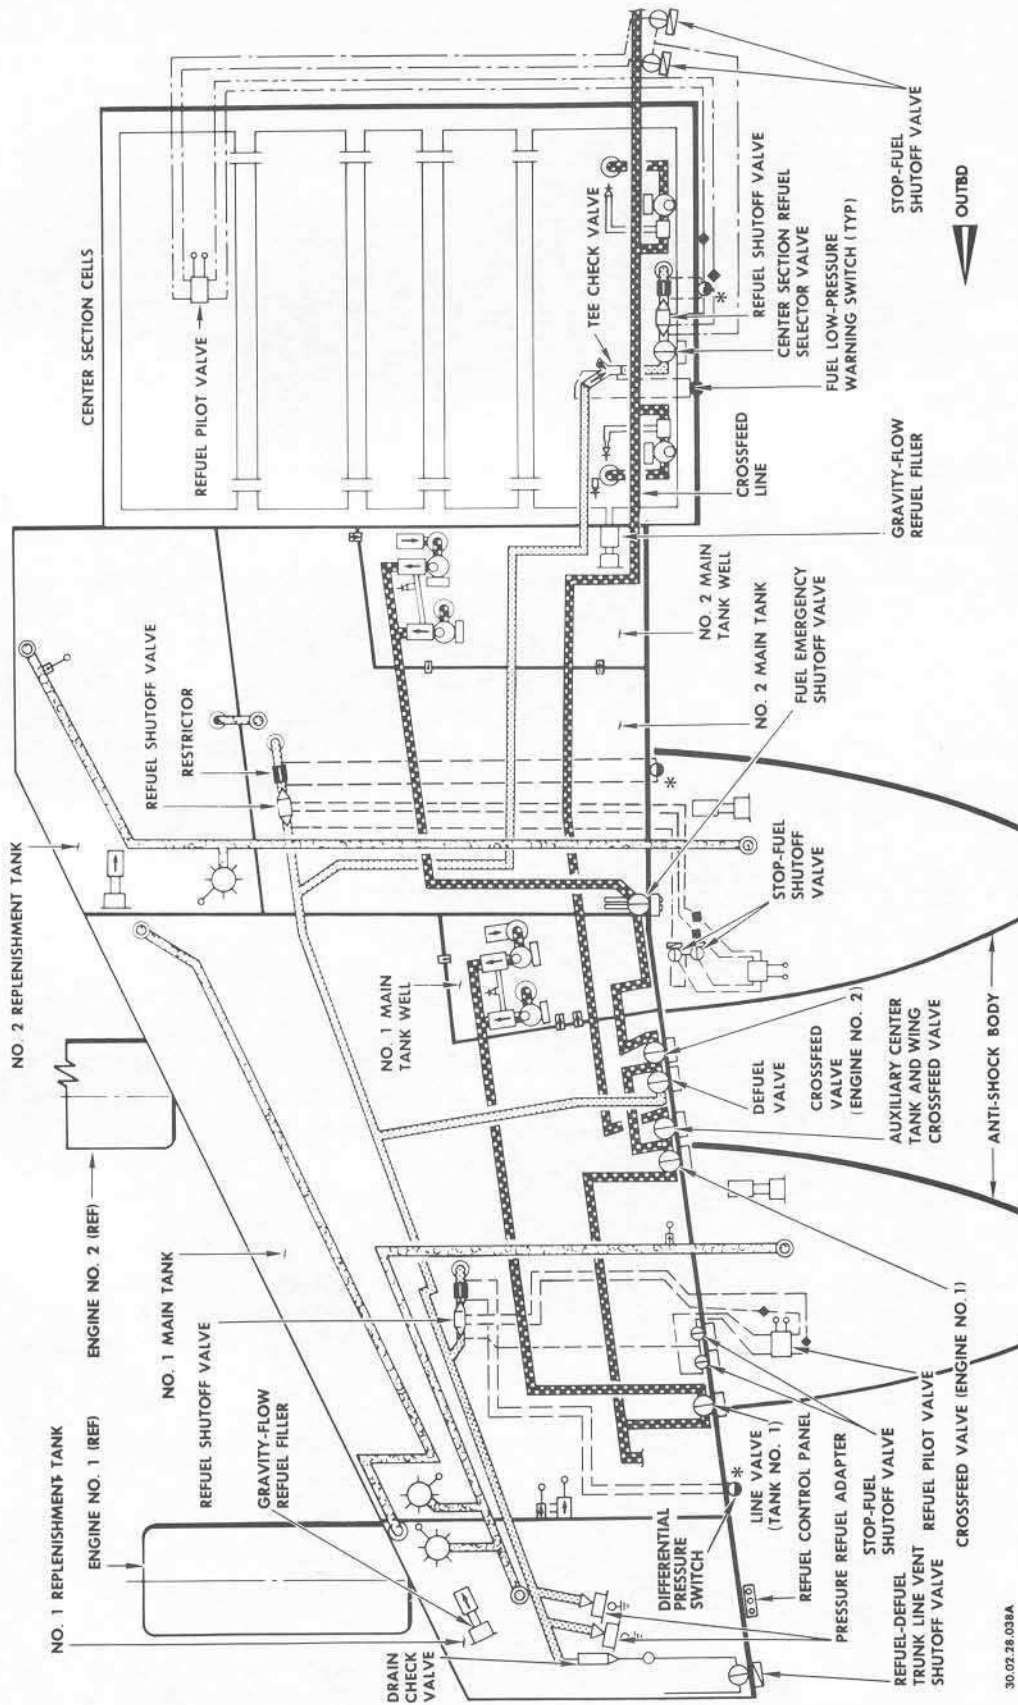 NO. 1 REPLENISHMENT TANK
ENGINE NO. 1 (REF)
ENGINE NO. 2 (REF)
NO. 2 REPLENISHMENT TANK
CENTER SECTION CELLS
NO. 1 MAIN TANK
REFUEL SHUTOFF VALVE
GRAVITY-FLOW
REFUEL FILLER
REFUEL SHUTOFF VALVE
RESTRICTOR
REFUEL PILOT VALVE
NO. 1 MAIN
TANK WELL
TEE CHECK VALVE
DRAIN
CHECK
VALVE
DIFFERENTIAL
PRESSURE
SWITCH
*
LINE VALVE
(TANK NO. 1)
REFUEL CONTROL PANEL
PRESSURE REFUEL ADAPTER
STOP-FUEL
SHUTOFF VALVE
REFUEL-DEFUEL
TRUNK LINE VENT
SHUTOFF VALVE
REFUEL PILOT VALVE
CROSSFEED VALVE (ENGINE NO. 1)
DEFUEL
VALVE
CROSSFEED
VALVE
(ENGINE NO. 2)
AUXILIARY CENTER
TANK AND WING
CROSSFEED VALVE
ANTI-SHOCK BODY
STOP-FUEL
SHUTOFF
VALVE
*
NO. 2 MAIN
TANK WELL
NO. 2 MAIN TANK
FUEL EMERGENCY
SHUTOFF VALVE
CROSSFEED
LINE
GRAVITY-FLOW
REFUEL FILLER
*
REFUEL SHUTOFF VALVE
CENTER SECTION REFUEL
SELECTOR VALVE
FUEL LOW-PRESSURE
WARNING SWITCH (TYP)
STOP-FUEL
SHUTOFF VALVE
OUTBD
30.02.28.038A